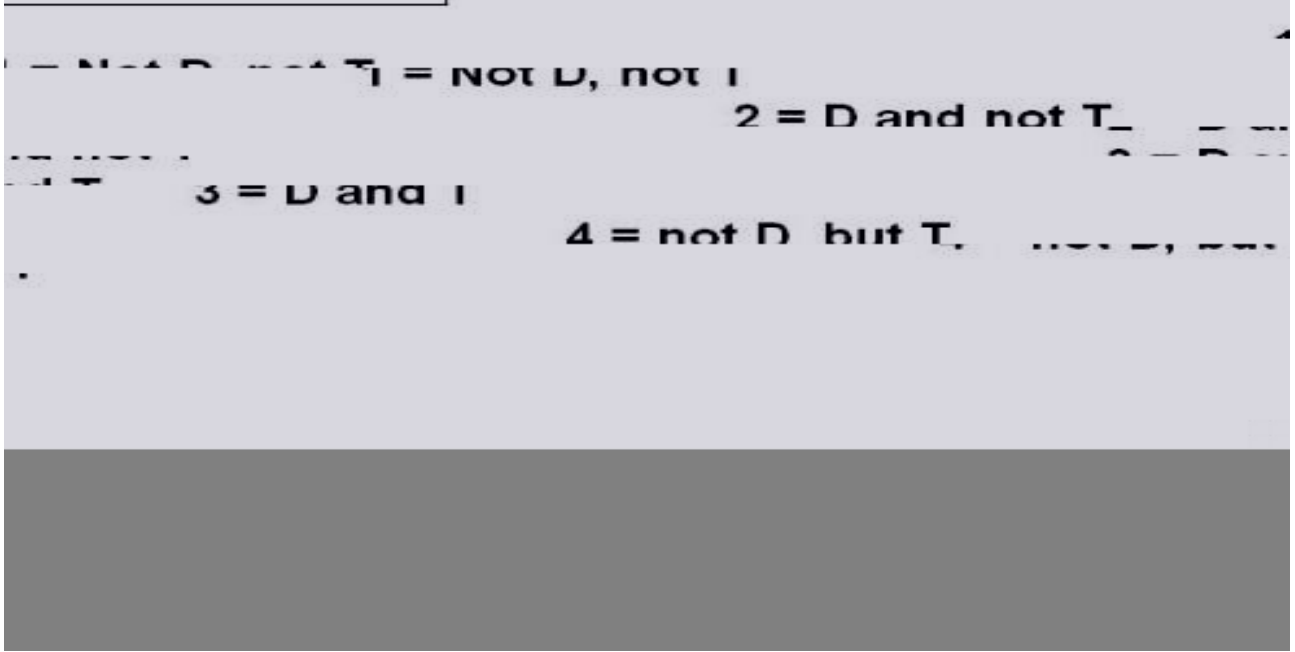 1 = Not D, not T
2 = D and not T
3 = D and T
4 = not D, but T